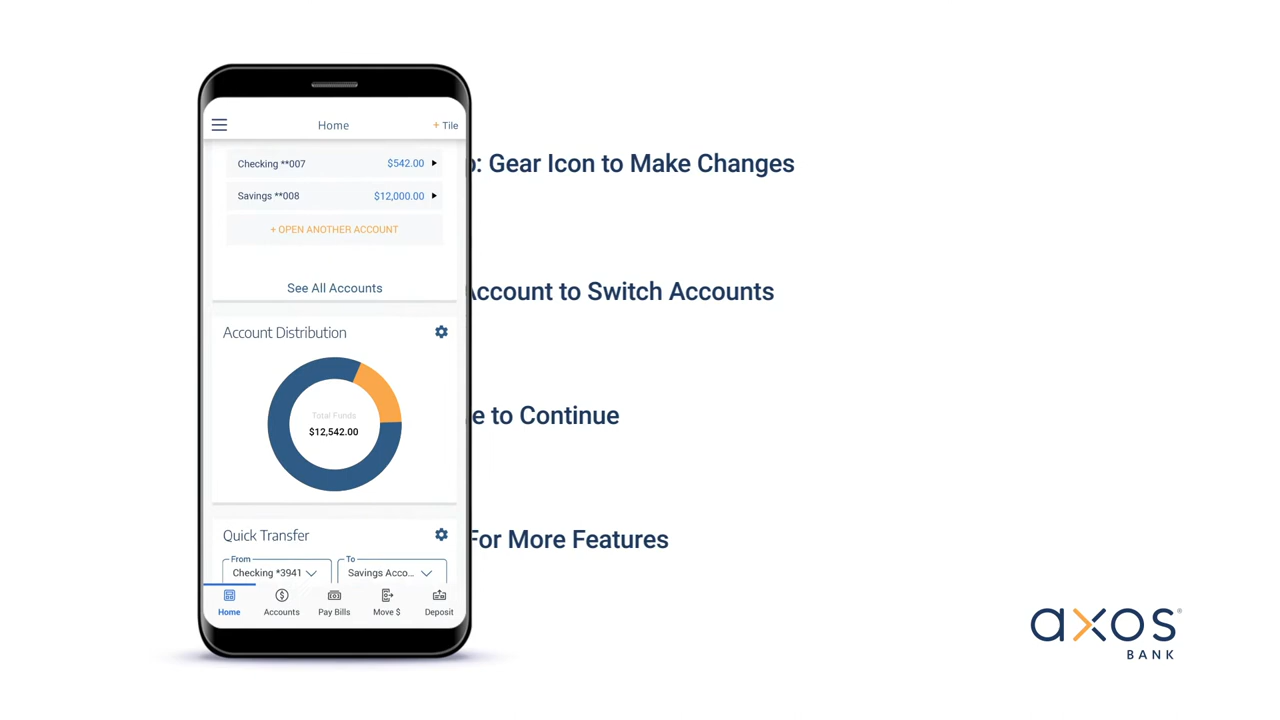 Home
+ Tile
Checking **007 $542.00
Savings **008 $12,000.00
+ OPEN ANOTHER ACCOUNT
See All Accounts
Account Distribution
Total Funds
$12,542.00
Quick Transfer
From To
Checking *3941 Savings Acco...
Home Accounts Pay Bills Move $ Deposit
: Gear Icon to Make Changes
Account to Switch Accounts
to Continue
For More Features
axos®
BANK